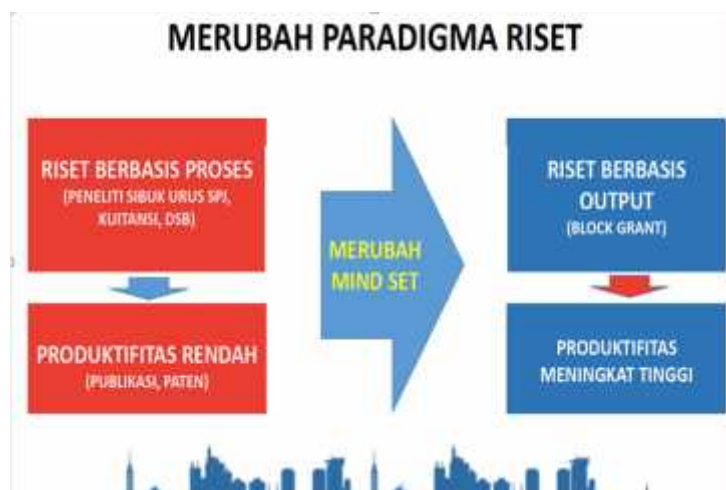 MERUBAH PARADIGMA RISET
RISET BERBASIS PROSES
(PENELITI SIBUK URUS SPJ,
KUITANSI, DSB)
PRODUKTIFITAS RENDAH
(PUBLIKASI, PATEN)
MERUBAH
MIND SET
RISET BERBASIS
OUTPUT
(BLOCK GRANT)
PRODUKTIFITAS
MENINGKAT TINGGI